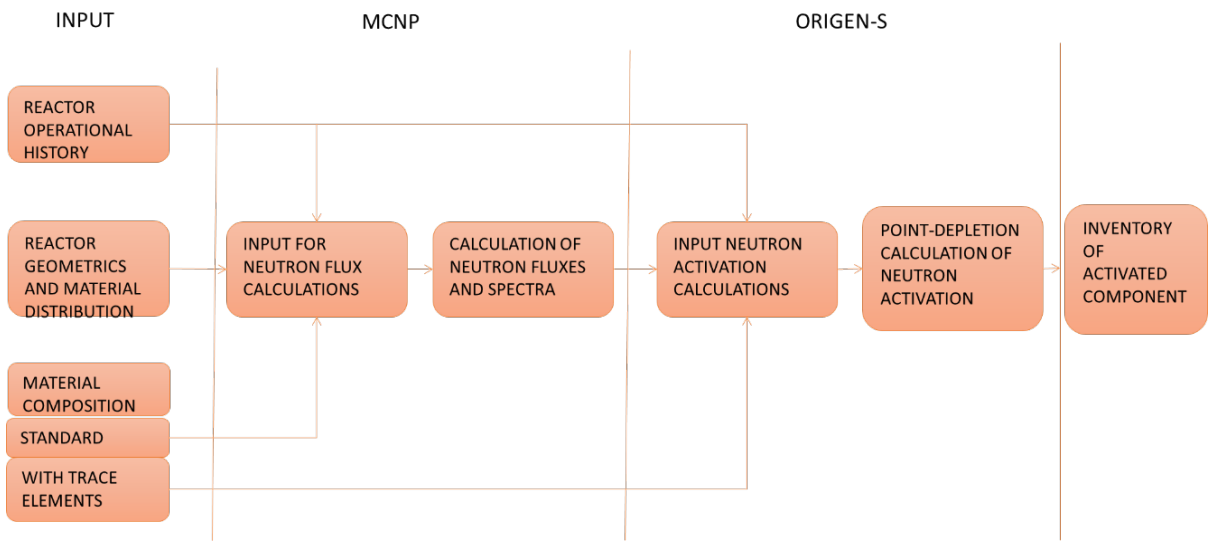 INPUT
MCNP
ORIGEN-S
REACTOR
OPERATIONAL
HISTORY
REACTOR
GEOMETRICS
AND MATERIAL
DISTRIBUTION
INPUT FOR
NEUTRON FLUX
CALCULATIONS
CALCULATION OF
NEUTRON FLUXES
AND SPECTRA
INPUT NEUTRON
ACTIVATION
CALCULATIONS
POINT-DEPLETION
CALCULATION OF
NEUTRON
ACTIVATION
INVENTORY
OF
ACTIVATED
COMPONENT
MATERIAL
COMPOSITION
STANDARD
WITH TRACE
ELEMENTS